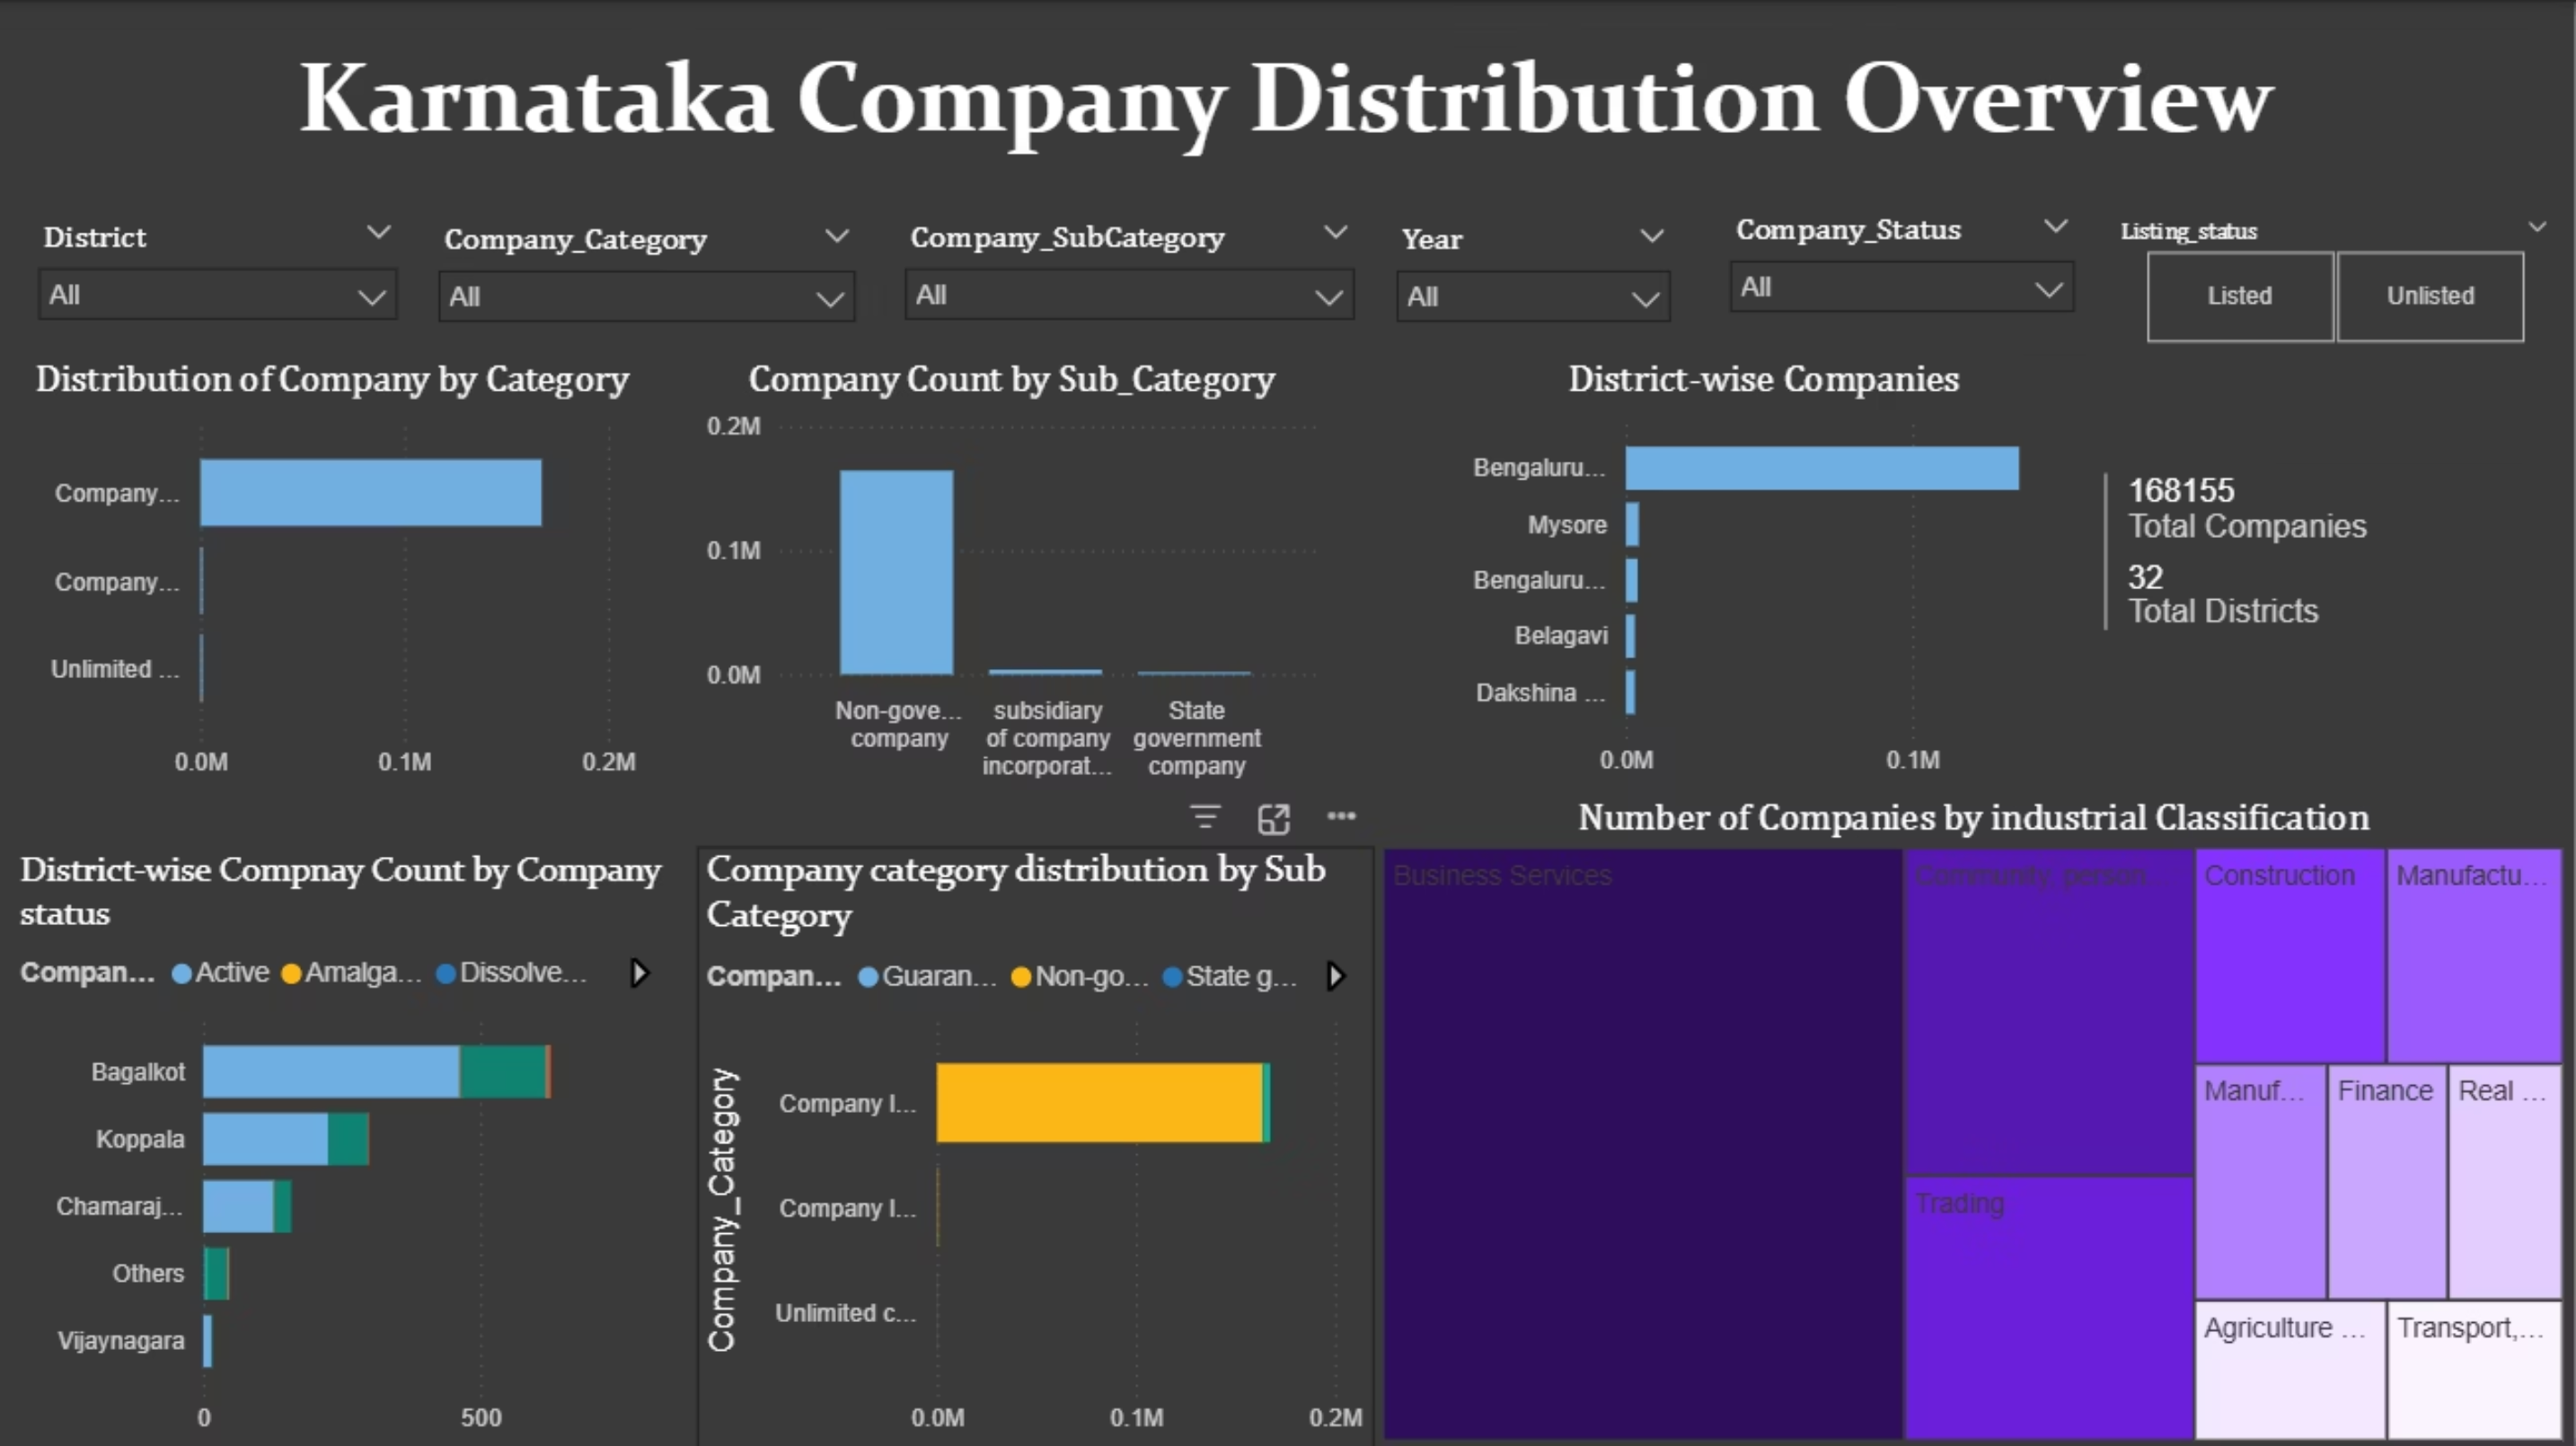 Karnataka Company Distribution Overview
District
Company_Category
Company_SubCategory
Year
Company_Status
Listing_status
All
All
All
All
All
Listed
Unlisted
Distribution of Company by Category
Company...
Company...
Unlimited ...
0.0M
0.1M
0.2M
Company Count by Sub_Category
0.2M
0.1M
0.0M
Non-gove...
company
subsidiary
of company
incorporat...
State
government
company
District-wise Companies
Bengaluru...
Mysore
Bengaluru...
Belagavi
Dakshina ...
0.0M
0.1M
168155
Total Companies
32
Total Districts
District-wise Compnay Count by Company
status
Compan...
Active
Amalga...
Dissolve...
Bagalkot
Koppala
Chamaraj...
Others
Vijaynagara
0
500
Company category distribution by Sub
Category
Compan...
Guaran...
Non-go...
State g...
Company_Category
Company l...
Company l...
Unlimited c...
0.0M
0.1M
0.2M
Number of Companies by industrial Classification
Business Services
Community, person...
Construction
Manufactu...
Trading
Manuf...
Finance
Real ...
Agriculture ...
Transport,...